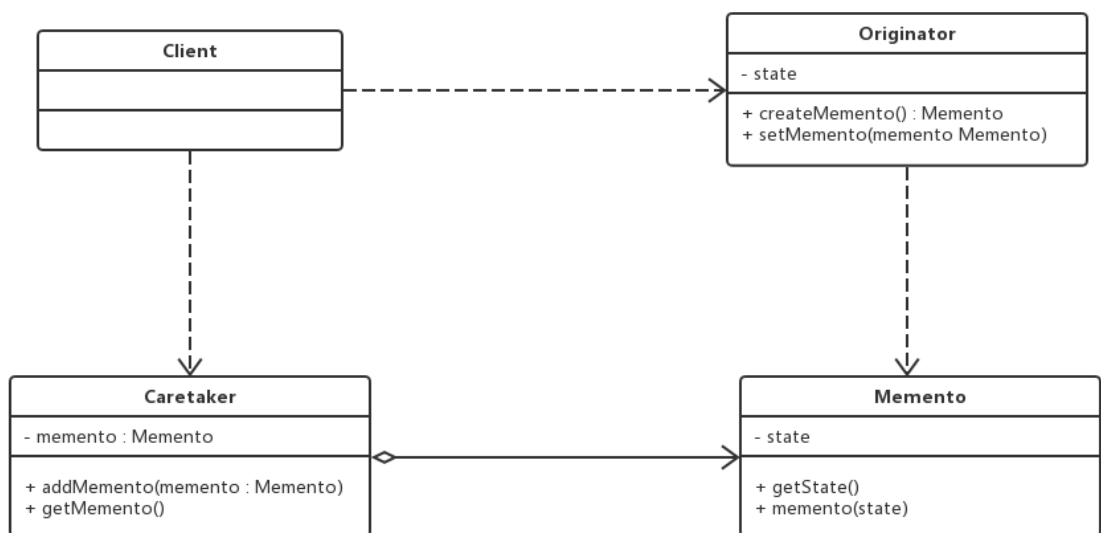 Client
Originator
- state
+ createMemento() : Memento
+ setMemento(memento Memento)
Caretaker
- memento : Memento
+ addMemento(memento : Memento)
+ getMemento()
Memento
- state
+ getState()
+ memento(state)